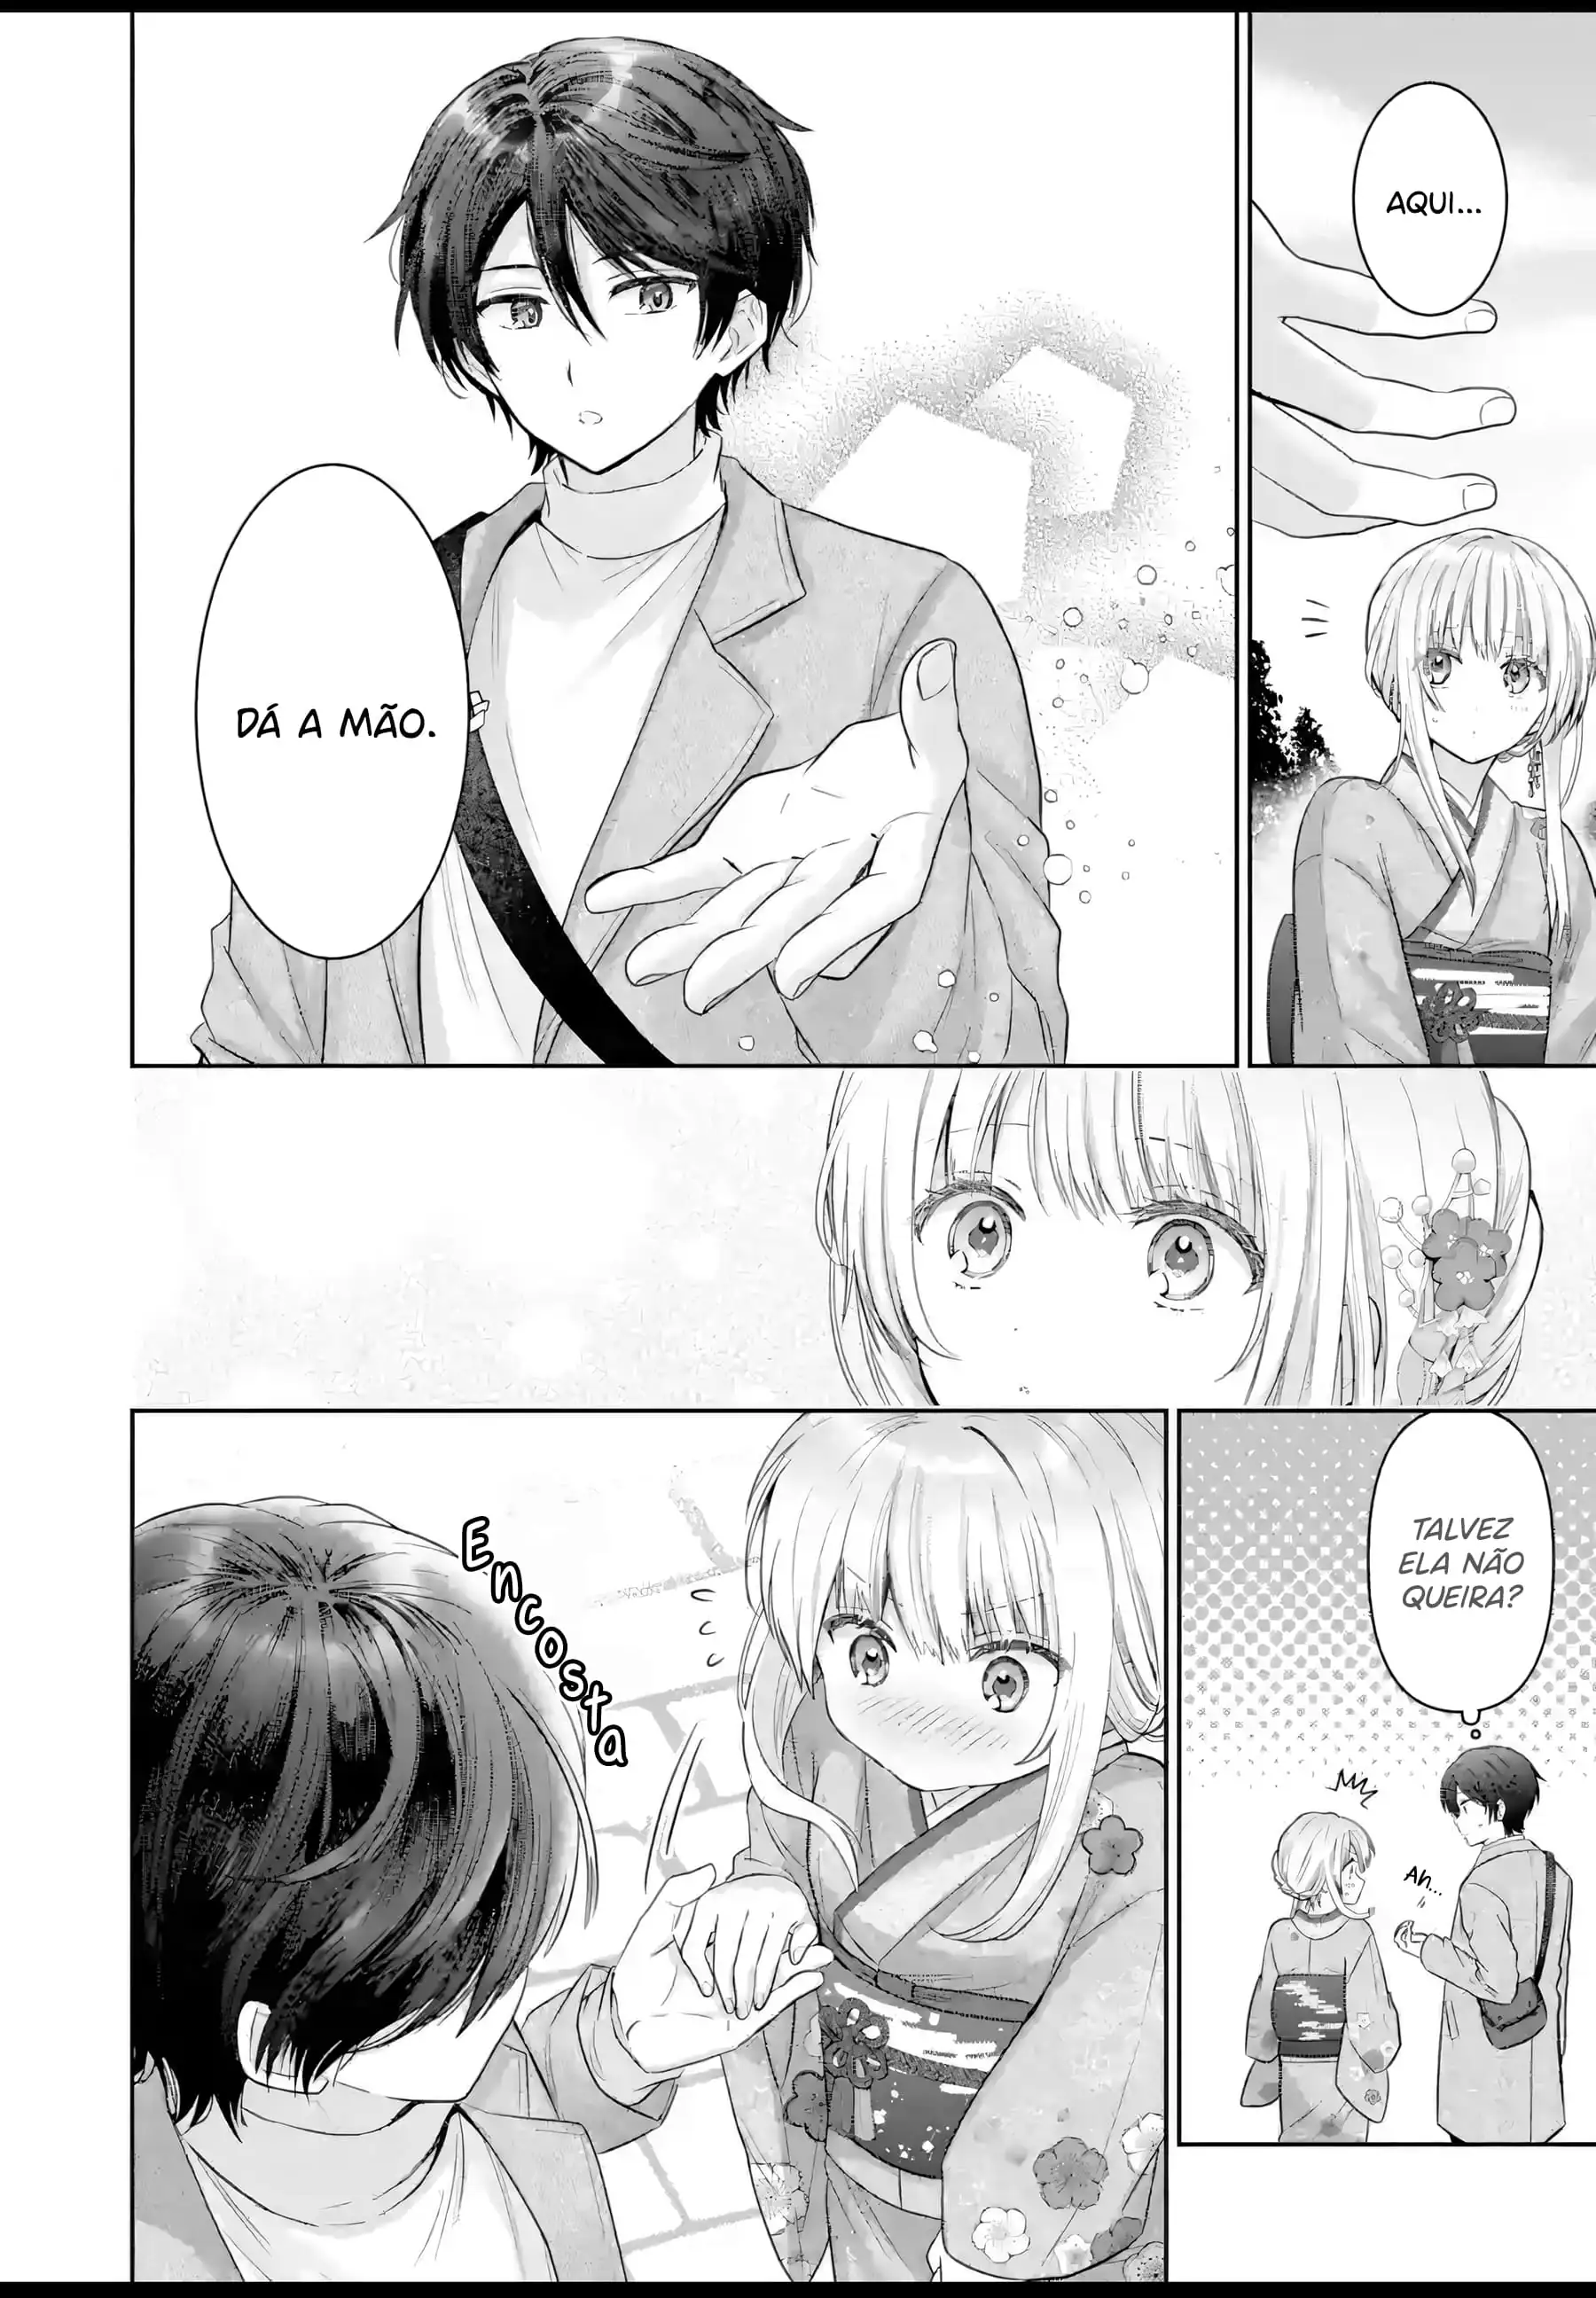 AQUI...
DÁ A MÃO.
TALVEZ
ELA NÃO
QUEIRA?
AH...
Encosta